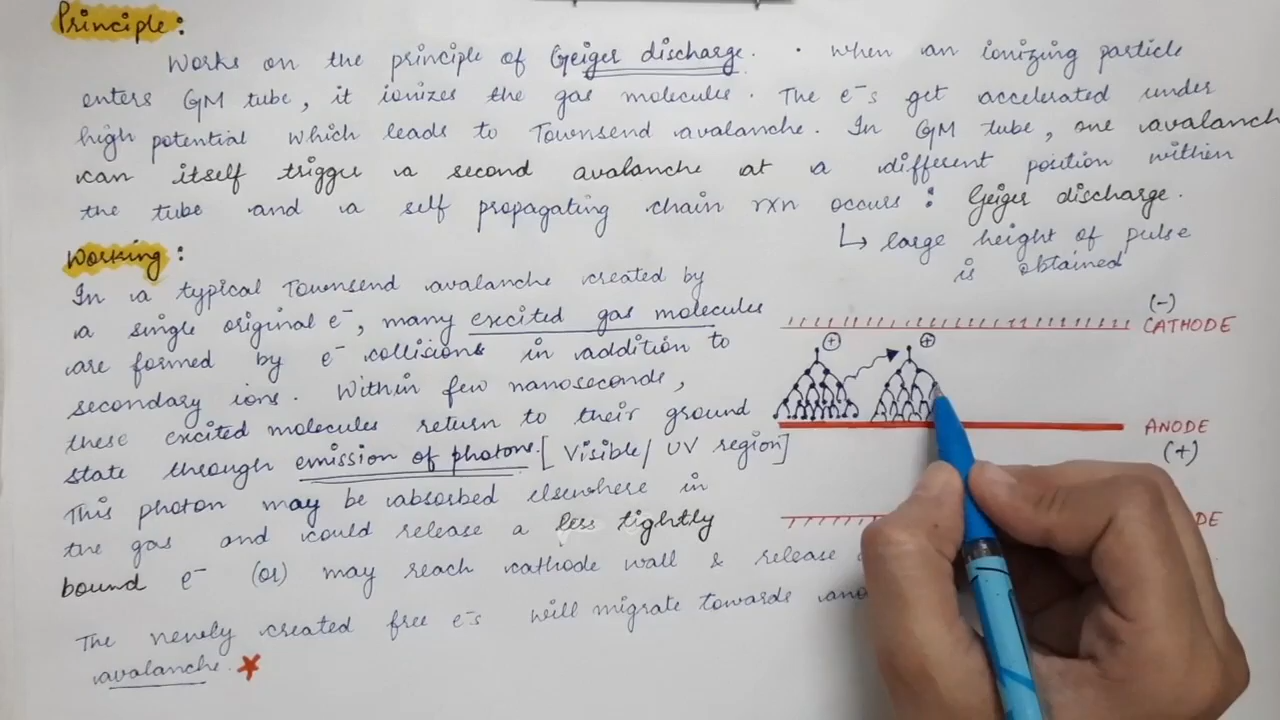 Principle:
Works on the principle of Geiger discharge. · When an ionizing particle
enters GM tube, it ionizes the gas molecules. The e⁻s get accelerated under
high potential which leads to Townsend avalanche. In GM tube, one avalanch
can itself trigger a second avalanche at a different position within
the tube and a self propagating chain rxn occurs : Geiger discharge.
↳ large height of pulse
is obtained
Working:
In a typical Townsend avalanche created by
a single original e⁻, many excited gas molecules
are formed by e⁻ collisions in addition to
secondary ions. Within few nanoseconds,
these excited molecules return to their ground
state through emission of photons. [Visible/ UV region]
This photon may be absorbed elsewhere in
the gas and could release a less tightly
bound e⁻ (or) may reach cathode wall & release
The newly created free e⁻s will migrate towards
avalanche.
(-)
CATHODE
+
+
ANODE
(+)
DE